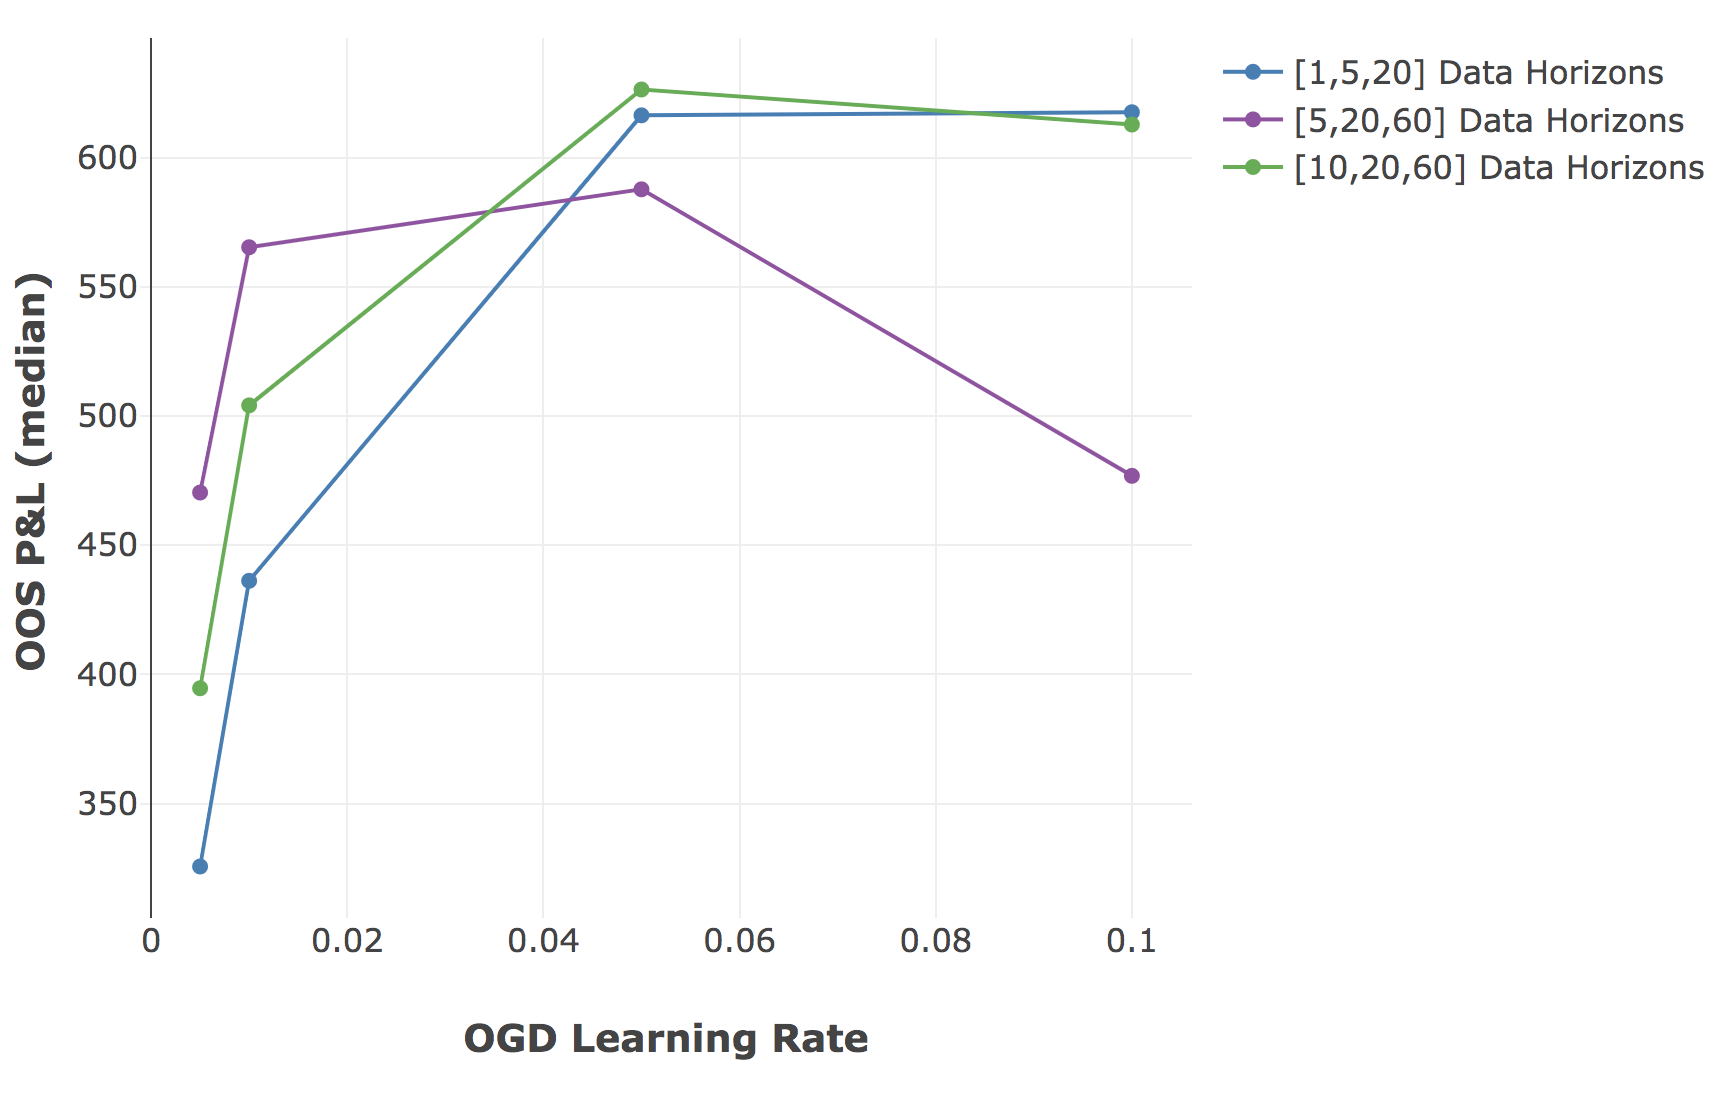 [1,5,20] Data Horizons
[5,20,60] Data Horizons
[10,20,60] Data Horizons
OOS P&L (median)
600
550
500
450
400
350
0 0.02 0.04 0.06 0.08 0.1
OGD Learning Rate